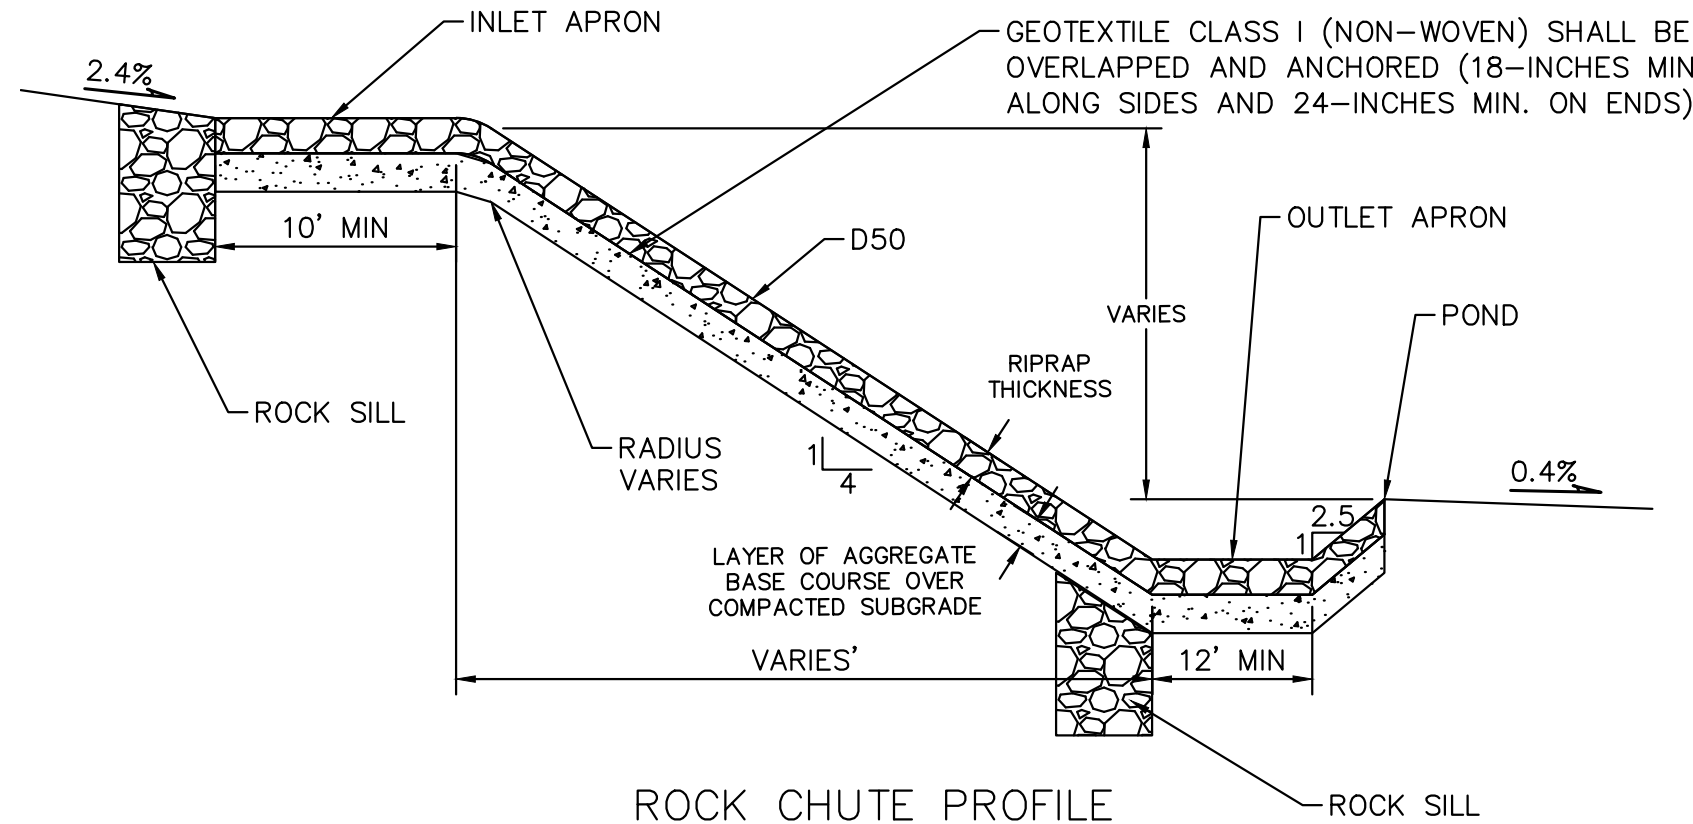 INLET APRON
GEOTEXTILE CLASS I (NON-WOVEN) SHALL BE
OVERLAPPED AND ANCHORED (18-INCHES MIN
ALONG SIDES AND 24-INCHES MIN. ON ENDS)
2.4%
10' MIN
D50
OUTLET APRON
VARIES
POND
RIPRAP
THICKNESS
ROCK SILL
RADIUS
VARIES
1
4
0.4%
2.5
1
LAYER OF AGGREGATE
BASE COURSE OVER
COMPACTED SUBGRADE
VARIES'
12' MIN
ROCK CHUTE PROFILE
ROCK SILL